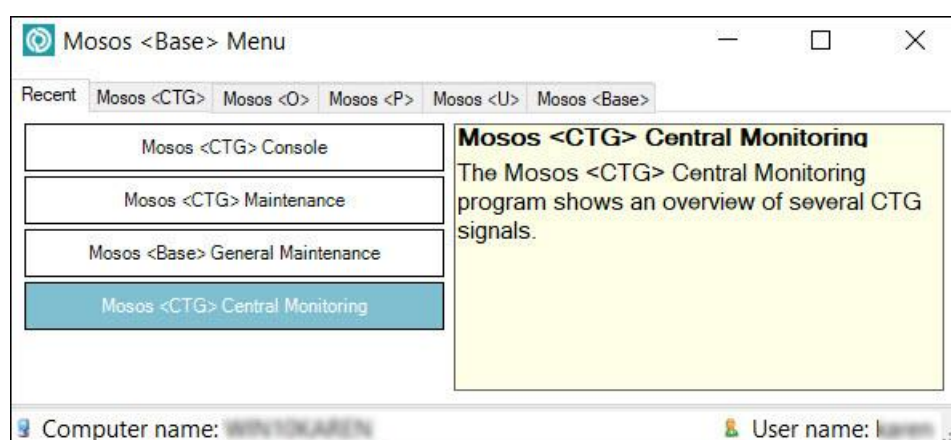 Mosos <Base> Menu
Recent Mosos <CTG> Mosos <O> Mosos <P> Mosos <U> Mosos <Base>
Mosos <CTG> Console
Mosos <CTG> Maintenance
Mosos <Base> General Maintenance
Mosos <CTG> Central Monitoring
Mosos <CTG> Central Monitoring
The Mosos <CTG> Central Monitoring
program shows an overview of several CTG
signals.
Computer name: User name: